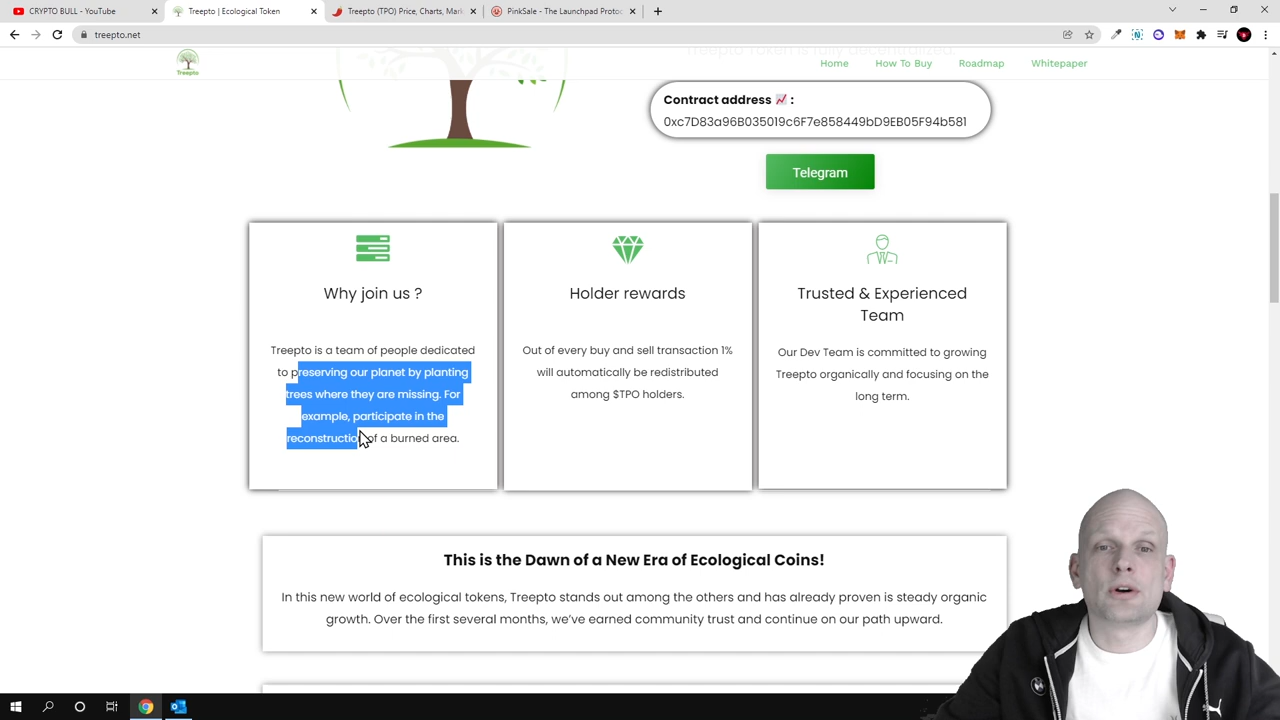 CRYPTO BULL - YouTube
Treepto | Ecological Token
Treepto (TPO) Price, Charts, Mark
PinkSale - The Launchpad Protoc
treepto.net
Treepto Token is fully Decentralized.
Treepto
Home
How To Buy
Roadmap
Whitepaper
Contract address 📈 :
0xc7D83a96B035019c6F7e858449bD9EB05F94b581
Telegram
Why join us ?
Treepto is a team of people dedicated
to preserving our planet by planting
trees where they are missing. For
example, participate in the
reconstruction of a burned area.
Holder rewards
Out of every buy and sell transaction 1%
will automatically be redistributed
among $TPO holders.
Trusted & Experienced
Team
Our Dev Team is committed to growing
Treepto organically and focusing on the
long term.
This is the Dawn of a New Era of Ecological Coins!
In this new world of ecological tokens, Treepto stands out among the others and has already proven is steady organic
growth. Over the first several months, we've earned community trust and continue on our path upward.